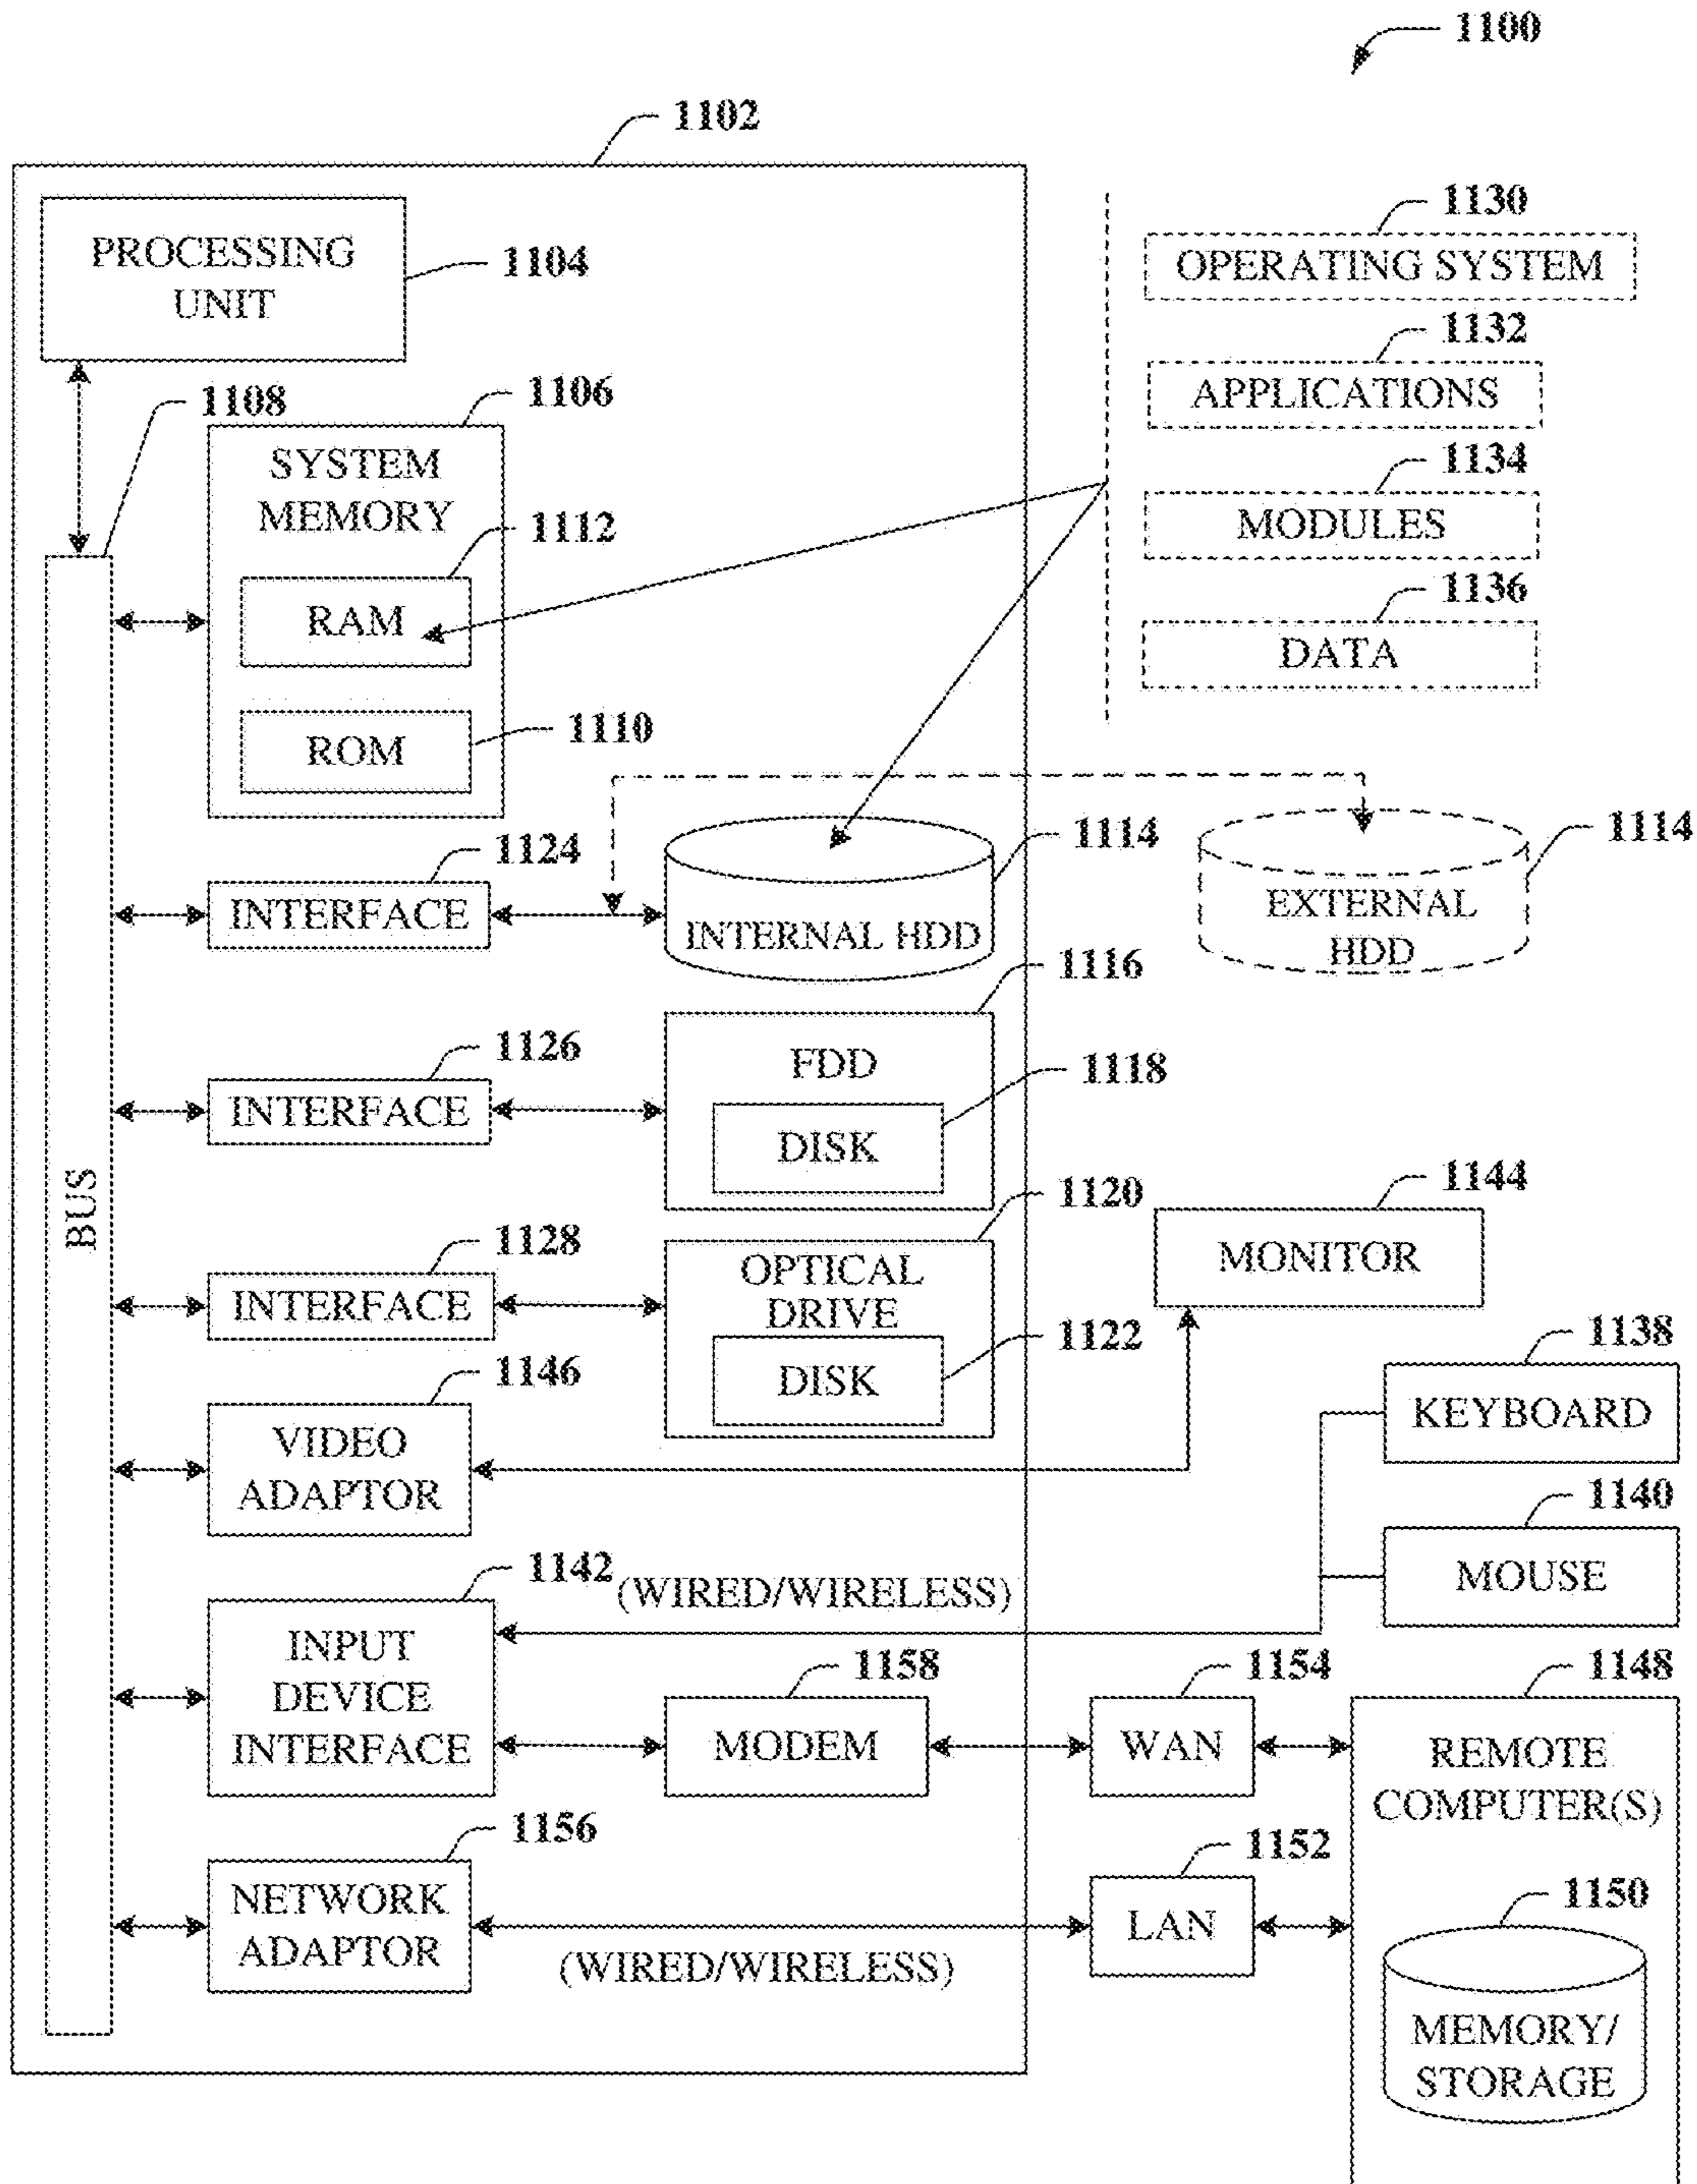 1100
1102
PROCESSING
UNIT
1104
1130
OPERATING SYSTEM
1132
APPLICATIONS
1134
MODULES
1136
DATA
1108
1106
SYSTEM
MEMORY
1112
RAM
1110
ROM
BUS
1124
INTERFACE
1114
INTERNAL HDD
1114
EXTERNAL
HDD
1126
INTERFACE
1116
FDD
1118
DISK
1128
INTERFACE
1120
OPTICAL
DRIVE
1122
DISK
1144
MONITOR
1146
VIDEO
ADAPTOR
1138
KEYBOARD
1140
MOUSE
1142
(WIRED/WIRELESS)
INPUT
DEVICE
INTERFACE
1158
MODEM
1154
WAN
1148
REMOTE
COMPUTER(S)
1156
NETWORK
ADAPTOR
(WIRED/WIRELESS)
1152
LAN
1150
MEMORY/
STORAGE